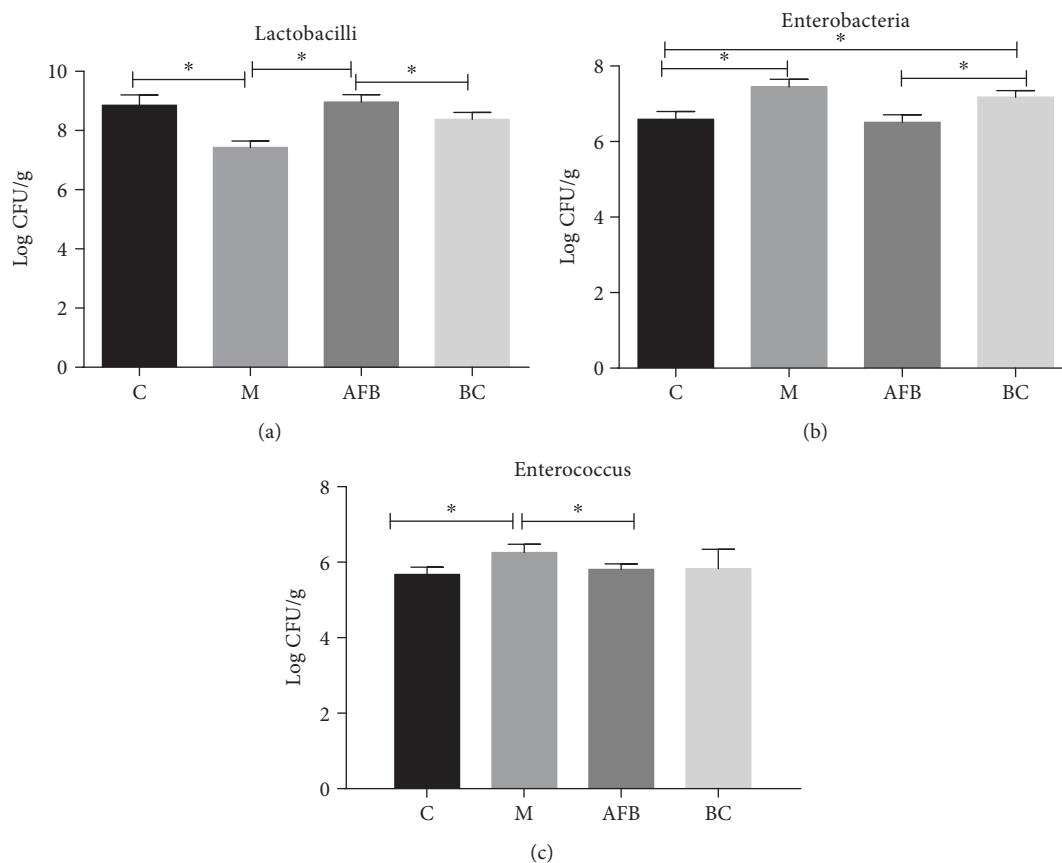 Lactobacilli
* * *
10
8
6
4
2
0
Log CFU/g
C M AFB BC
(a)
Enterobacteria
*
* *
8
6
4
2
0
Log CFU/g
C M AFB BC
(b)
Enterococcus
* *
8
6
4
2
0
Log CFU/g
C M AFB BC
(c)